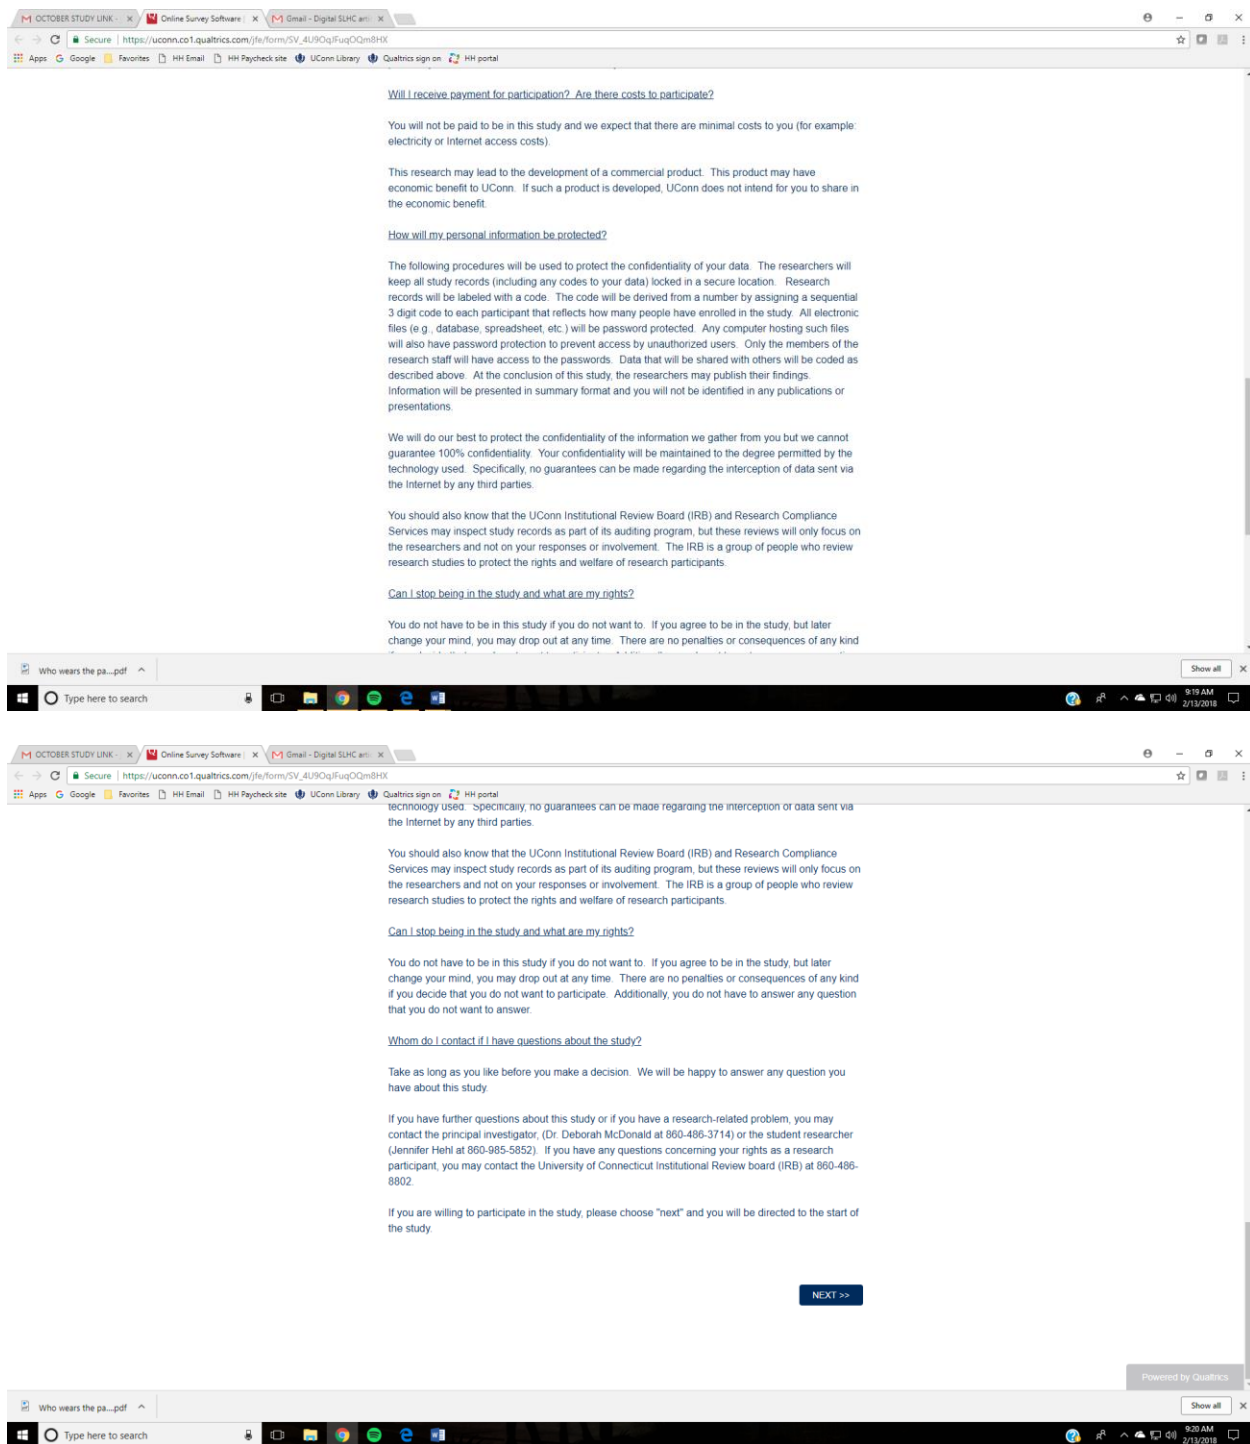 OCTOBER STUDY LINK - Online Survey Software | Gmail - Digital SLHC arti
Secure | https://uconn.co1.qualtrics.com/jfe/form/SV_4U9OqJFuqOQm8HX
Apps Google Favorites HH Email HH Paycheck site UConn Library Qualtrics sign on HH portal
Will I receive payment for participation? Are there costs to participate?
You will not be paid to be in this study and we expect that there are minimal costs to you (for example:
electricity or Internet access costs).
This research may lead to the development of a commercial product. This product may have
economic benefit to UConn. If such a product is developed, UConn does not intend for you to share in
the economic benefit.
How will my personal information be protected?
The following procedures will be used to protect the confidentiality of your data. The researchers will
keep all study records (including any codes to your data) locked in a secure location. Research
records will be labeled with a code. The code will be derived from a number by assigning a sequential
3 digit code to each participant that reflects how many people have enrolled in the study. All electronic
files (e.g., database, spreadsheet, etc.) will be password protected. Any computer hosting such files
will also have password protection to prevent access by unauthorized users. Only the members of the
research staff will have access to the passwords. Data that will be shared with others will be coded as
described above. At the conclusion of this study, the researchers may publish their findings.
Information will be presented in summary format and you will not be identified in any publications or
presentations.
We will do our best to protect the confidentiality of the information we gather from you but we cannot
guarantee 100% confidentiality. Your confidentiality will be maintained to the degree permitted by the
technology used. Specifically, no guarantees can be made regarding the interception of data sent via
the Internet by any third parties.
You should also know that the UConn Institutional Review Board (IRB) and Research Compliance
Services may inspect study records as part of its auditing program, but these reviews will only focus on
the researchers and not on your responses or involvement. The IRB is a group of people who review
research studies to protect the rights and welfare of research participants.
Can I stop being in the study and what are my rights?
You do not have to be in this study if you do not want to. If you agree to be in the study, but later
change your mind, you may drop out at any time. There are no penalties or consequences of any kind
Who wears the pa....pdf Show all
Type here to search 9:19 AM
2/13/2018
OCTOBER STUDY LINK - Online Survey Software | Gmail - Digital SLHC arti
Secure | https://uconn.co1.qualtrics.com/jfe/form/SV_4U9OqJFuqOQm8HX
Apps Google Favorites HH Email HH Paycheck site UConn Library Qualtrics sign on HH portal
technology used. Specifically, no guarantees can be made regarding the interception of data sent via
the Internet by any third parties.
You should also know that the UConn Institutional Review Board (IRB) and Research Compliance
Services may inspect study records as part of its auditing program, but these reviews will only focus on
the researchers and not on your responses or involvement. The IRB is a group of people who review
research studies to protect the rights and welfare of research participants.
Can I stop being in the study and what are my rights?
You do not have to be in this study if you do not want to. If you agree to be in the study, but later
change your mind, you may drop out at any time. There are no penalties or consequences of any kind
if you decide that you do not want to participate. Additionally, you do not have to answer any question
that you do not want to answer.
Whom do I contact if I have questions about the study?
Take as long as you like before you make a decision. We will be happy to answer any question you
have about this study.
If you have further questions about this study or if you have a research-related problem, you may
contact the principal investigator, (Dr. Deborah McDonald at 860-486-3714) or the student researcher
(Jennifer Hehl at 860-985-5852). If you have any questions concerning your rights as a research
participant, you may contact the University of Connecticut Institutional Review board (IRB) at 860-486-
8802.
If you are willing to participate in the study, please choose "next" and you will be directed to the start of
the study.
NEXT >>
Powered by Qualtrics
Who wears the pa....pdf Show all
Type here to search 9:20 AM
2/13/2018